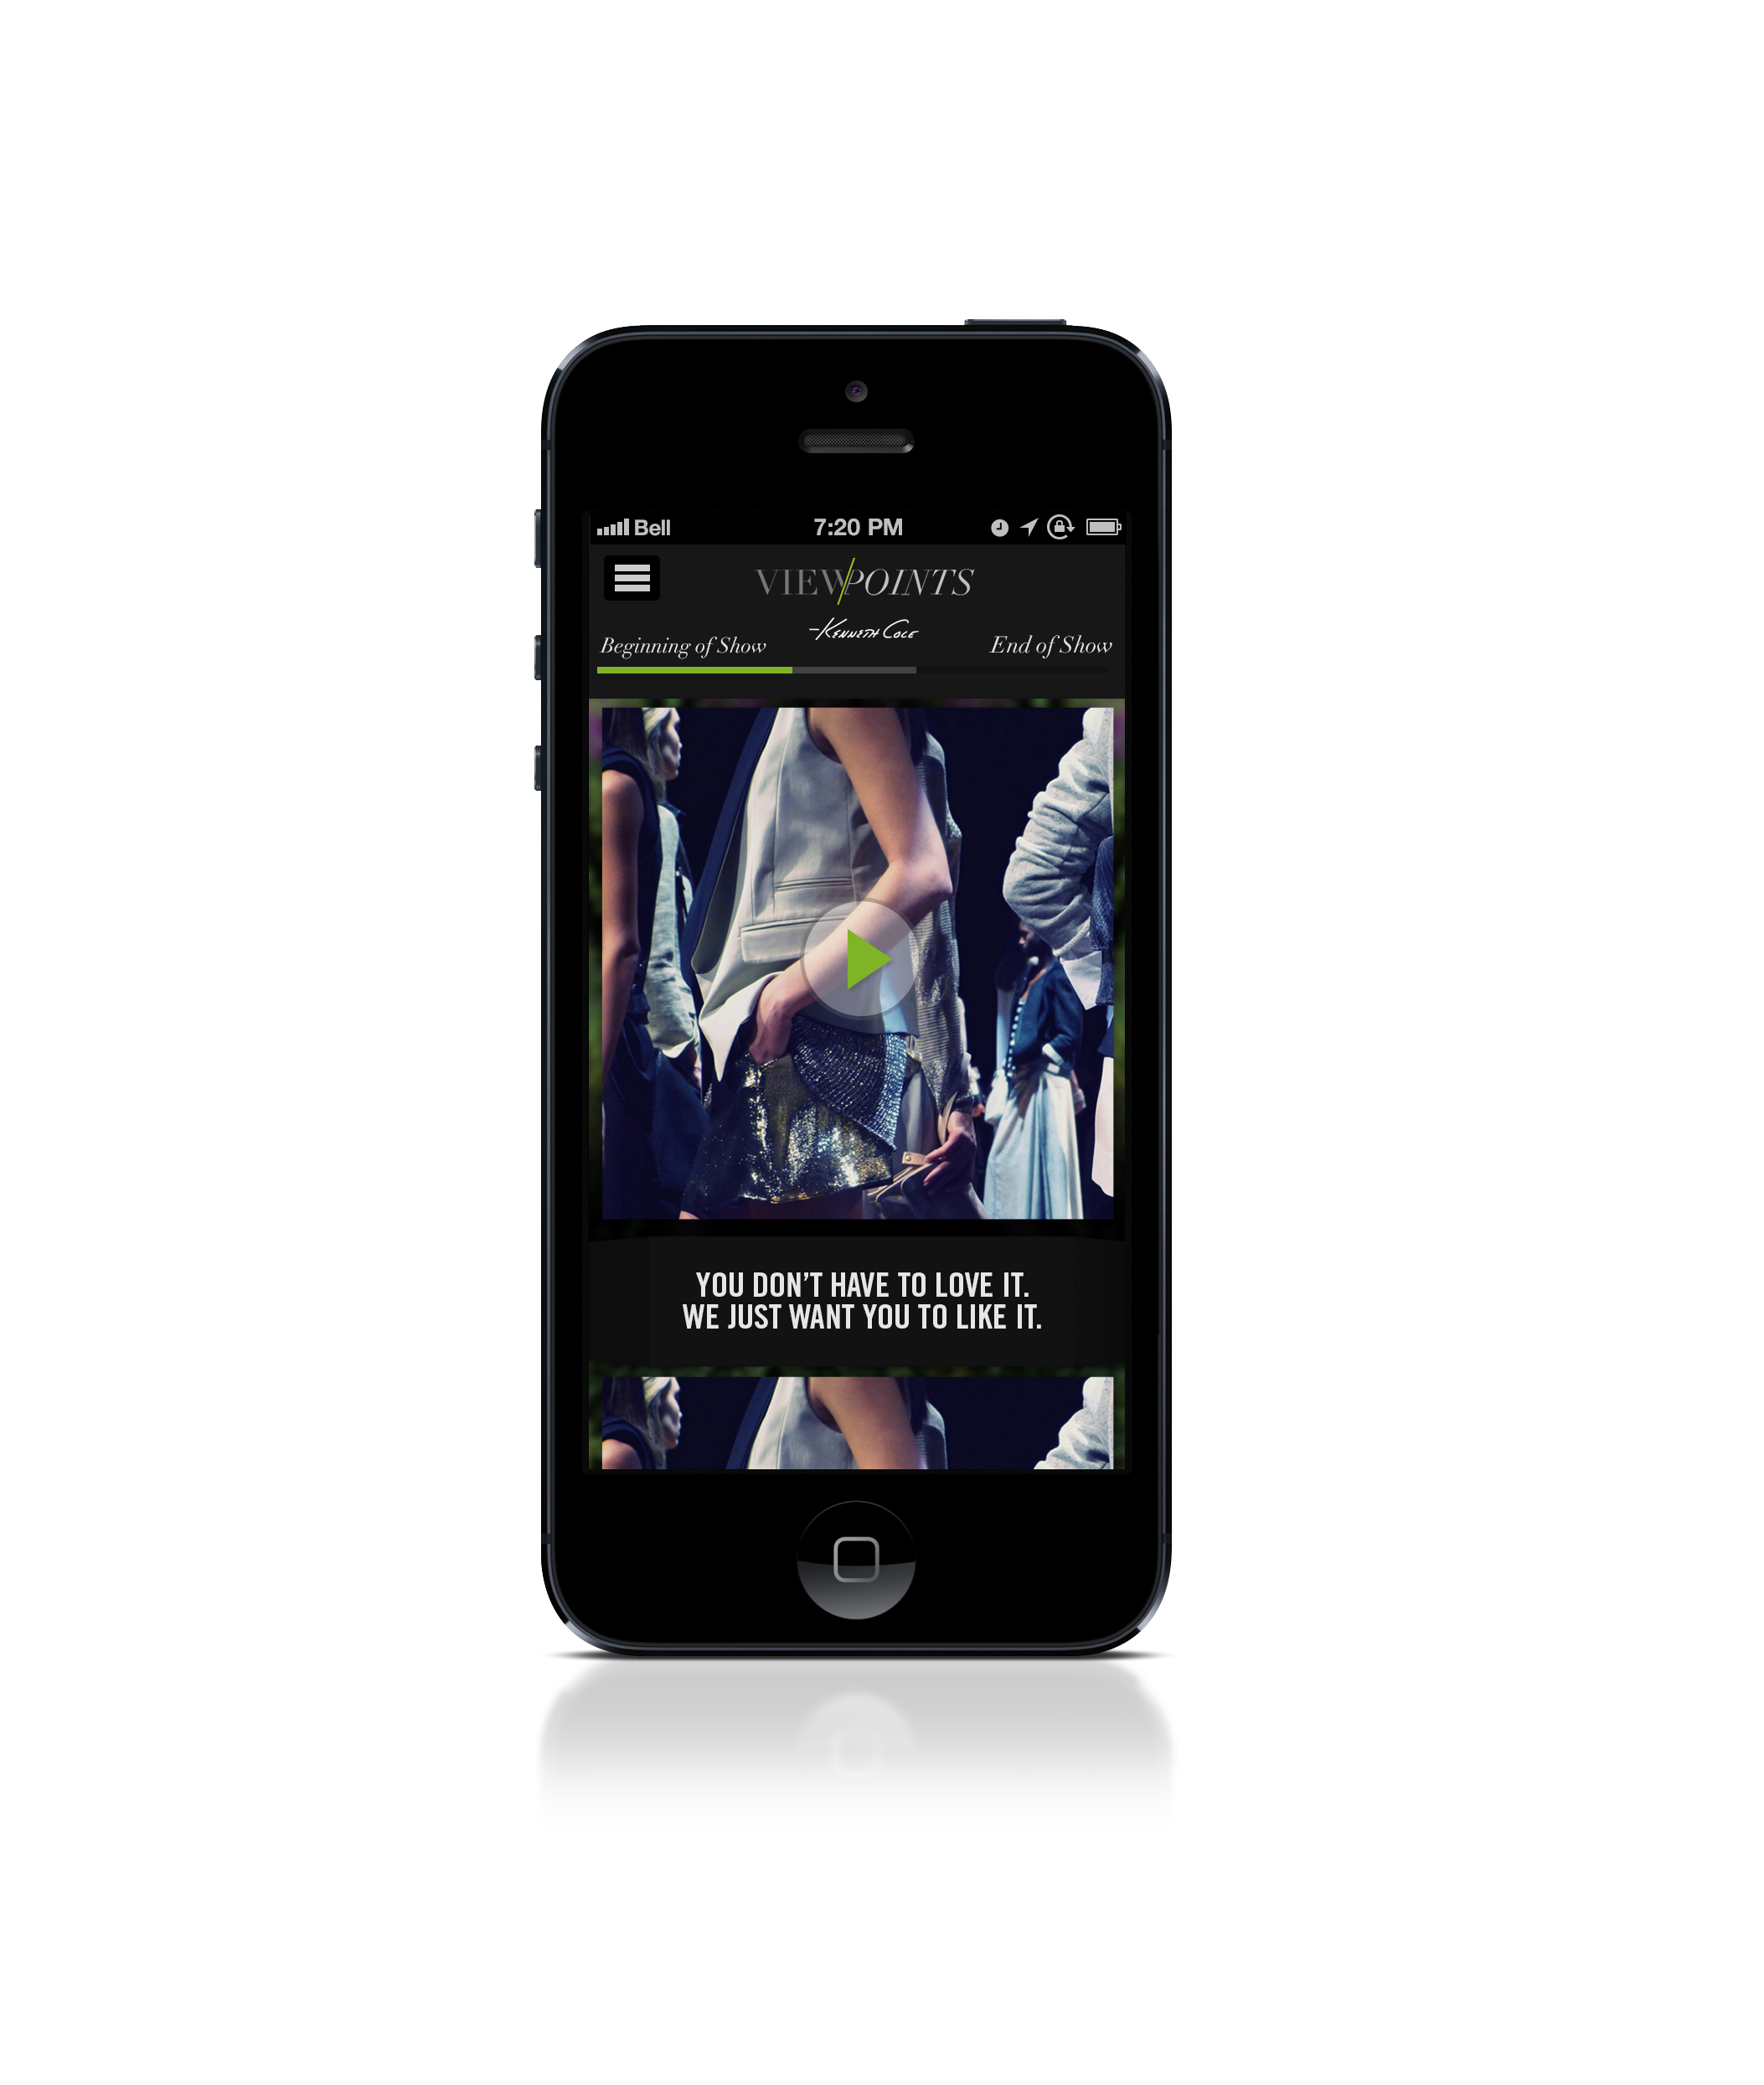 Bell 7:20 PM
VIEWPOINTS
-KENNETH COLE
Beginning of Show End of Show
YOU DON'T HAVE TO LOVE IT.
WE JUST WANT YOU TO LIKE IT.